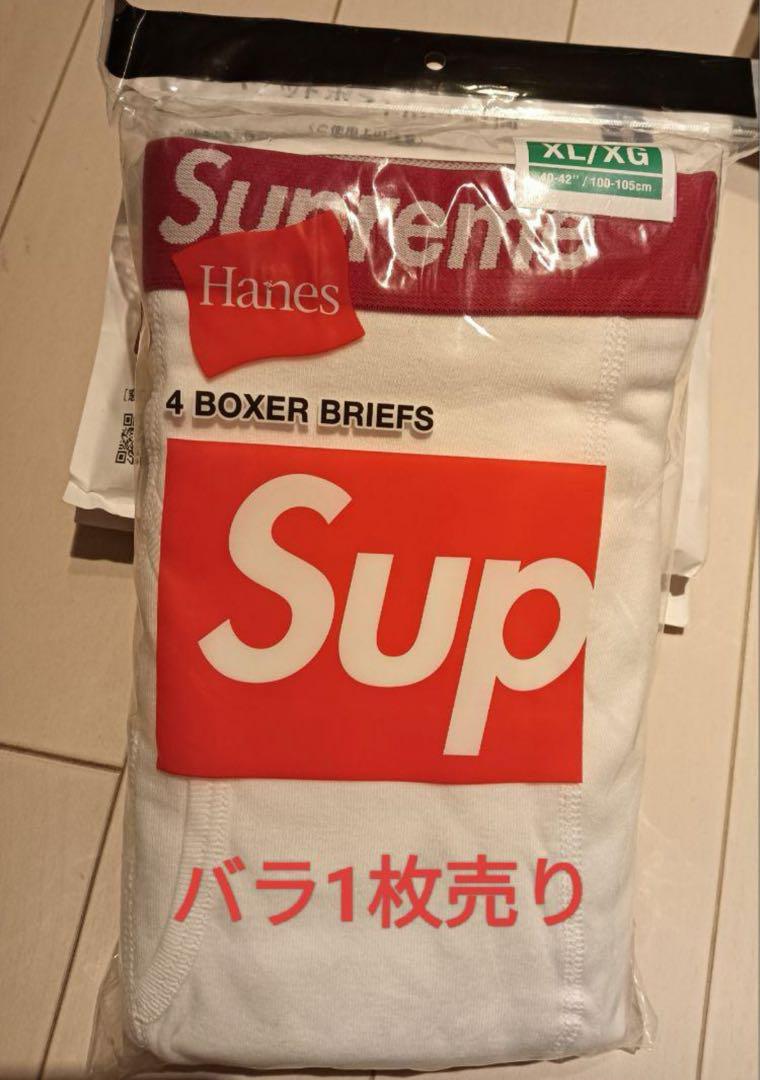 XL/XG
40-42" / 100-105cm
Supreme
Hanes
4 BOXER BRIEFS
Sup
バラ1枚売り